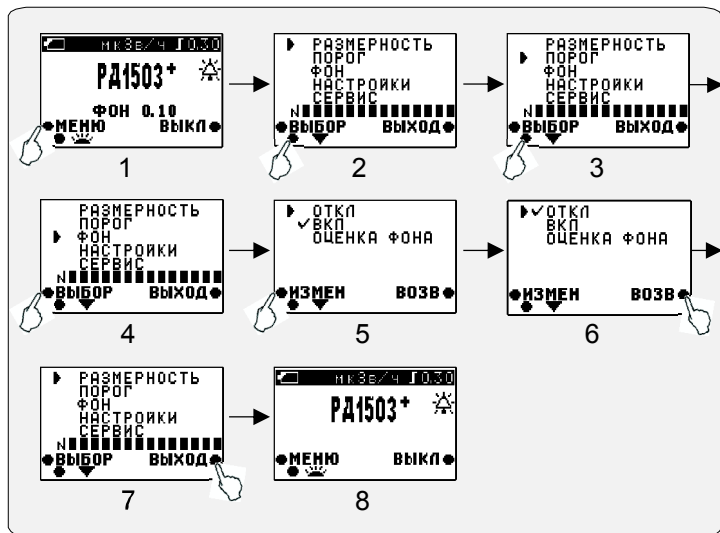 мкЗв/ч 0.30
РД1503+
ФОН 0.10
МЕНЮ ВЫКЛ
1
РАЗМЕРНОСТЬ
ПОРОГ
ФОН
НАСТРОЙКИ
СЕРВИС
N
ВЫБОР ВЫХОД
2
РАЗМЕРНОСТЬ
ПОРОГ
ФОН
НАСТРОЙКИ
СЕРВИС
N
ВЫБОР ВЫХОД
3
РАЗМЕРНОСТЬ
ПОРОГ
ФОН
НАСТРОЙКИ
СЕРВИС
N
ВЫБОР ВЫХОД
4
ОТКЛ
✓ВКЛ
ОЦЕНКА ФОНА
ИЗМЕН ВОЗВ
5
✓ОТКЛ
ВКЛ
ОЦЕНКА ФОНА
ИЗМЕН ВОЗВ
6
РАЗМЕРНОСТЬ
ПОРОГ
ФОН
НАСТРОЙКИ
СЕРВИС
N
ВЫБОР ВЫХОД
7
мкЗв/ч 0.30
РД1503+
МЕНЮ ВЫКЛ
8